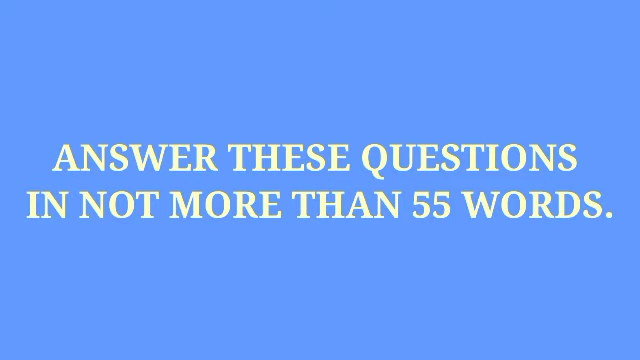 ANSWER THESE QUESTIONS
IN NOT MORE THAN 55 WORDS.